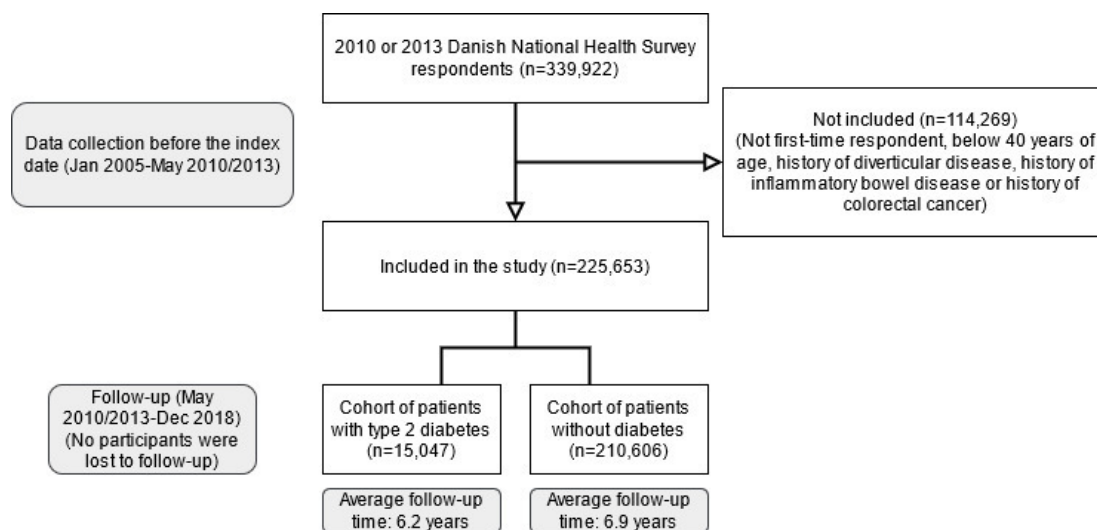 2010 or 2013 Danish National Health Survey
respondents (n=339,922)
Data collection before the index
date (Jan 2005-May 2010/2013)
Not included (n=114,269)
(Not first-time respondent, below 40 years of
age, history of diverticular disease, history of
inflammatory bowel disease or history of
colorectal cancer)
Included in the study (n=225,653)
Follow-up (May
2010/2013-Dec 2018)
(No participants were
lost to follow-up)
Cohort of patients
with type 2 diabetes
(n=15,047)
Cohort of patients
without diabetes
(n=210,606)
Average follow-up
time: 6.2 years
Average follow-up
time: 6.9 years